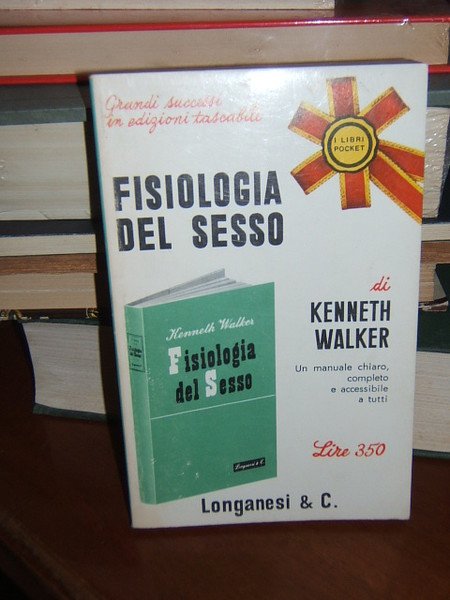 Grandi successi
in edizioni tascabili
I LIBRI
POCKET
FISIOLOGIA
DEL SESSO
di
KENNETH
WALKER
Un manuale chiaro,
completo
e accessibile
a tutti
Kenneth Walker
Fisiologia
del Sesso
Longanesi & C.
Lire 350
Longanesi & C.